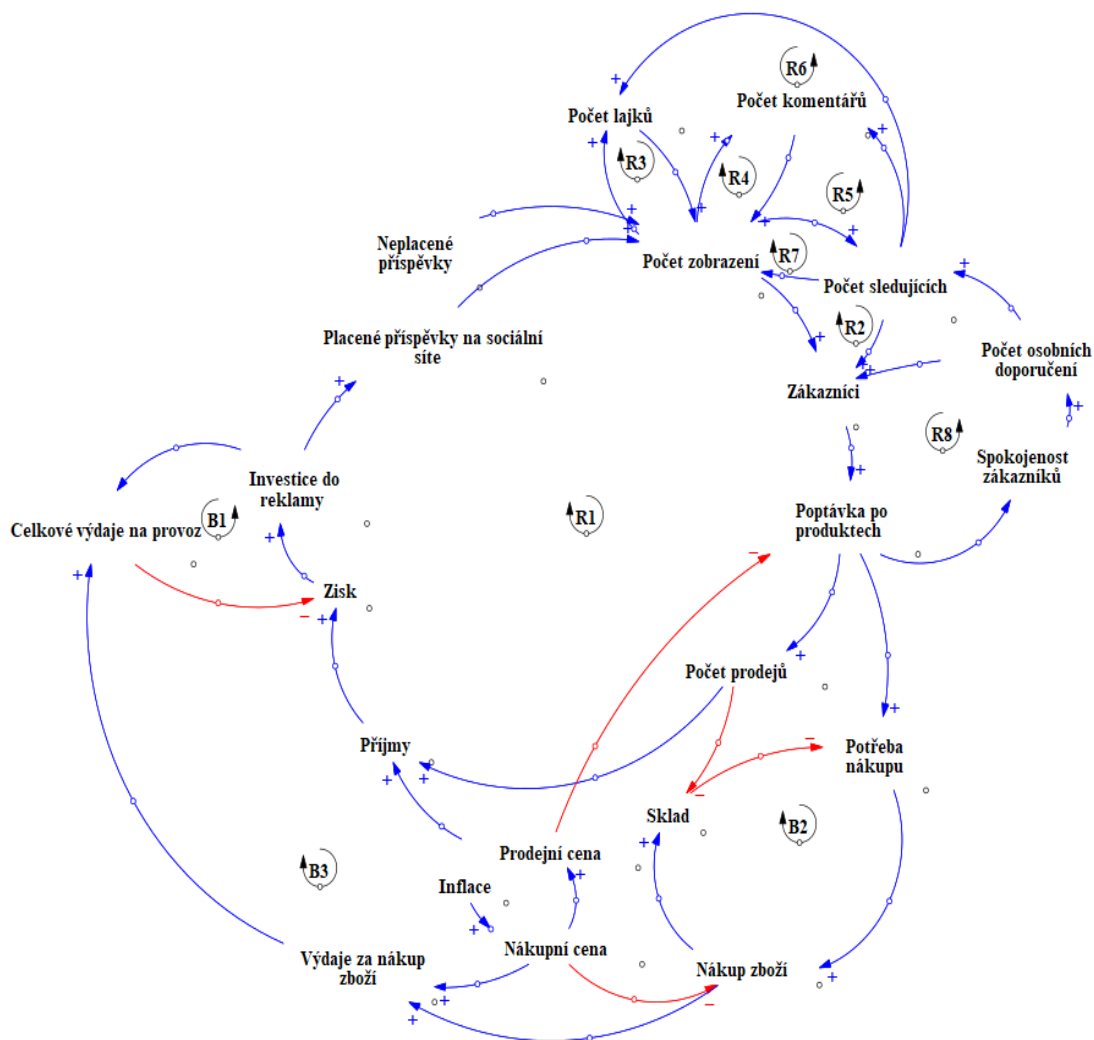 R6
Počet komentářů
Počet lajků
R3
R4
R5
Neplacené
příspěvky
Počet zobrazení
R7
Počet sledujících
Placené příspěvky na sociální
síte
R2
Počet osobních
doporučení
Zákazníci
R8
Spokojenost
zákazníků
Investice do
reklamy
Celkové výdaje na provoz
B1
R1
Poptávka po
produktech
Zisk
Počet prodejů
Příjmy
Potřeba
nákupu
Sklad
B2
Prodejní cena
B3
Inflace
Nákupní cena
Výdaje za nákup
zboží
Nákup zboží